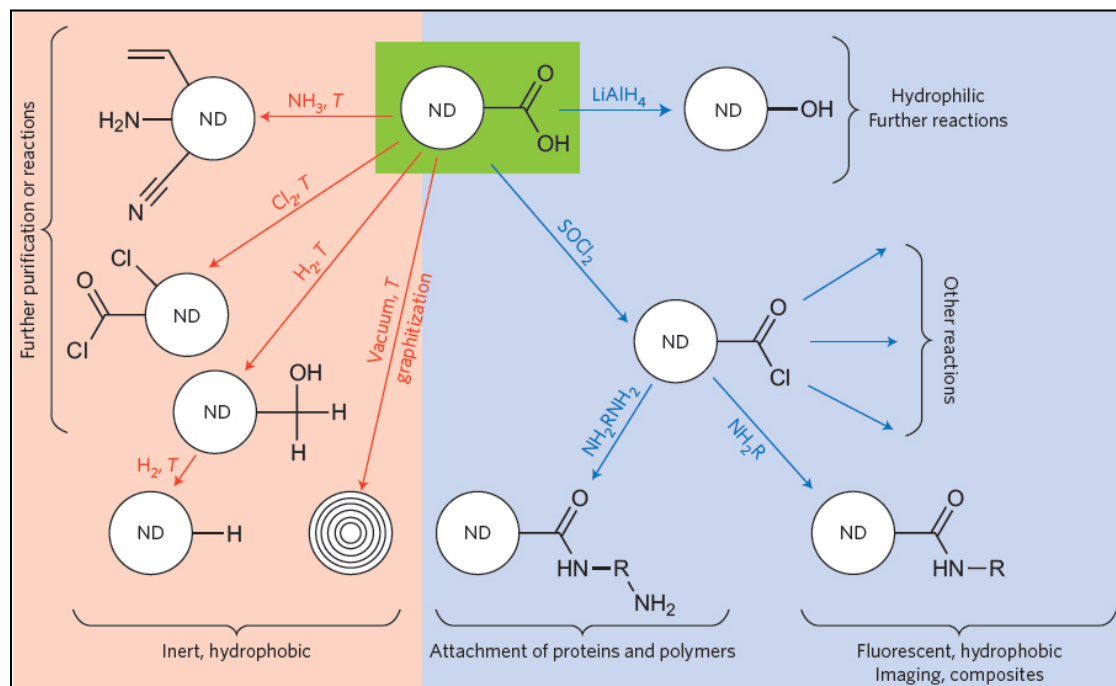 Further purification or reactions
H₂N
ND
N
NH₃, T
ND
O
OH
LiAlH₄
ND
OH
Hydrophilic
Further reactions
Cl₂, T
H₂, T
Vacuum, T
graphitization
SOCl₂
O
Cl
Cl
ND
ND
O
Cl
Other reactions
ND
OH
H
H
H₂, T
NH₂RNH₂
NH₂R
ND
H
ND
O
HN
R
NH₂
ND
O
HN
R
Inert, hydrophobic
Attachment of proteins and polymers
Fluorescent, hydrophobic
Imaging, composites